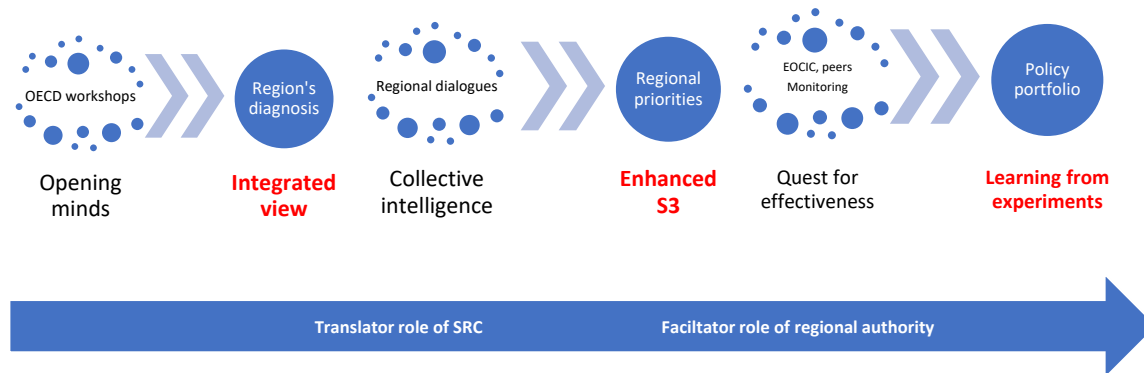 OECD workshops
Region's
diagnosis
Regional dialogues
Regional
priorities
EOCIC, peers
Monitoring
Policy
portfolio
Opening
minds
Integrated
view
Collective
intelligence
Enhanced
S3
Quest for
effectiveness
Learning from
experiments
Translator role of SRC
Faciltator role of regional authority